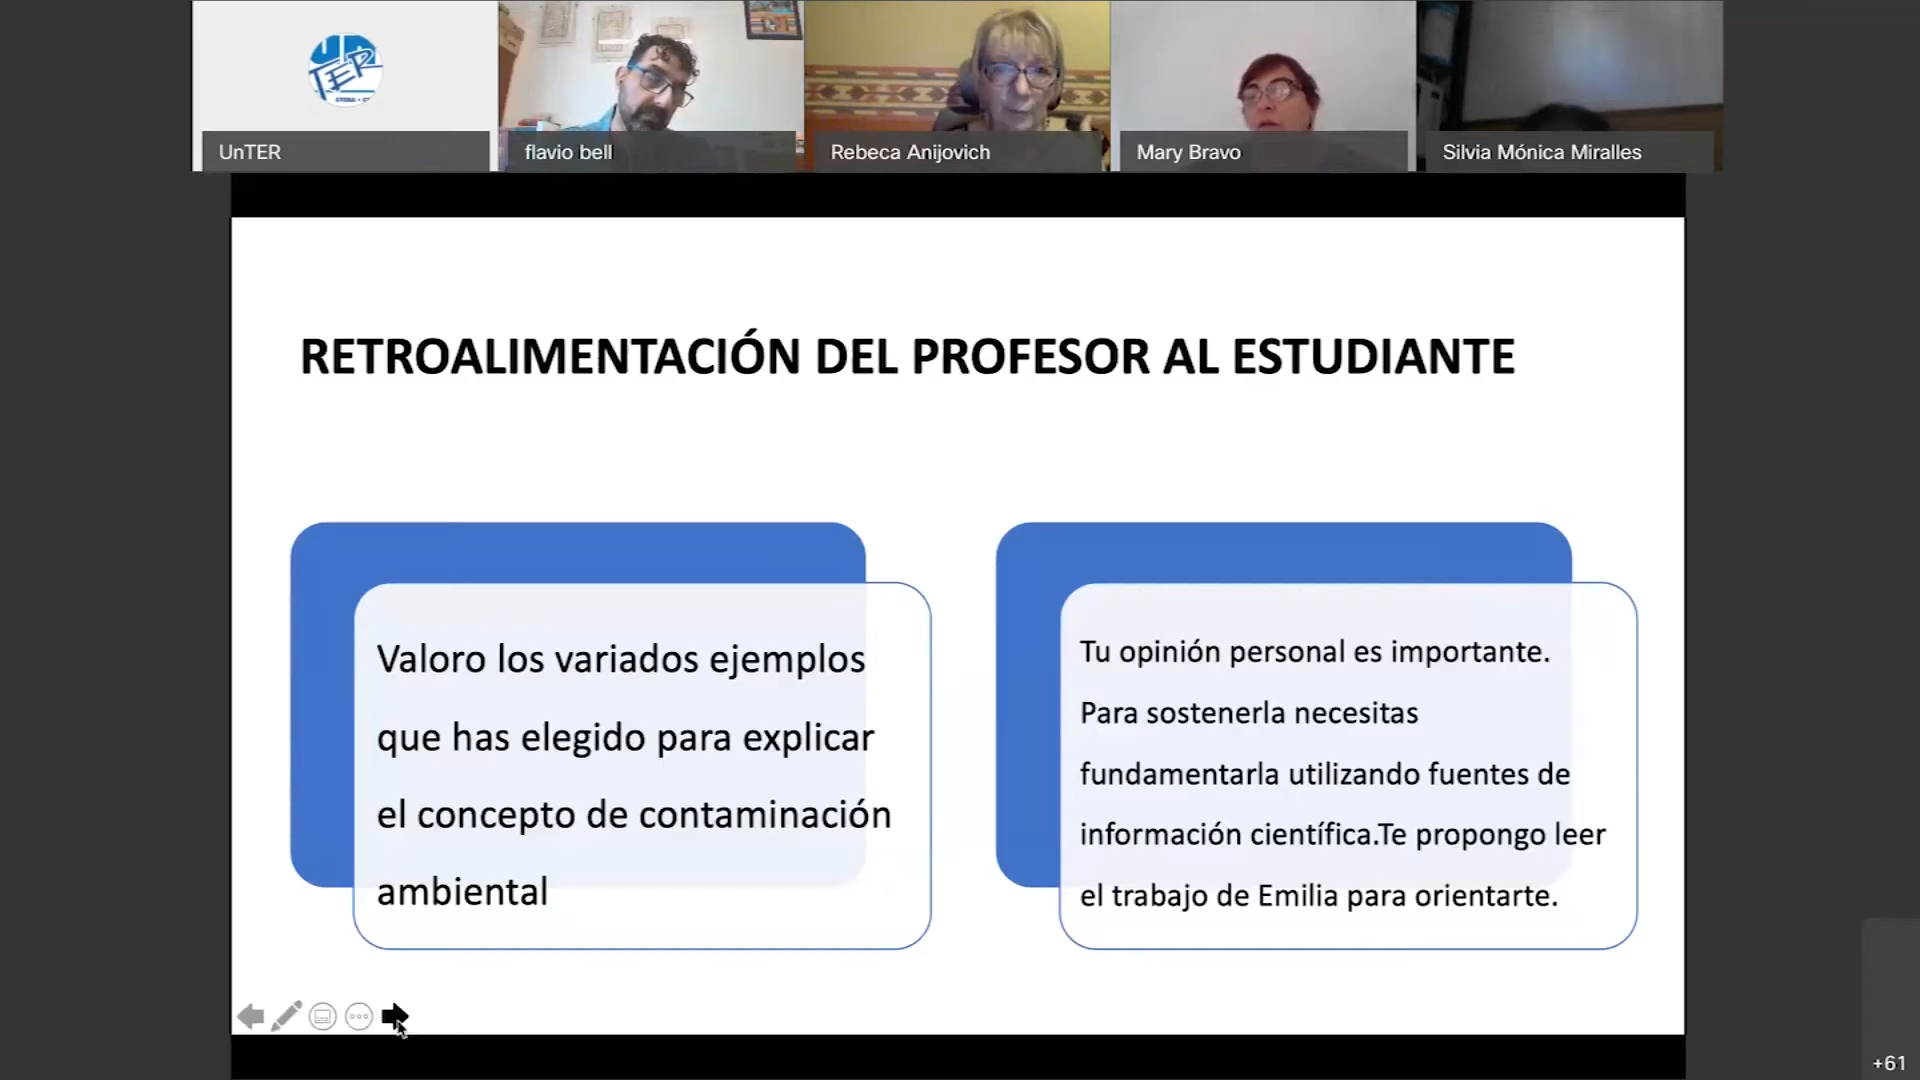 UnTER
flavio bell
Rebeca Anijovich
Mary Bravo
Silvia Mónica Miralles
RETROALIMENTACIÓN DEL PROFESOR AL ESTUDIANTE
Valoro los variados ejemplos
que has elegido para explicar
el concepto de contaminación
ambiental
Tu opinión personal es importante.
Para sostenerla necesitas
fundamentarla utilizando fuentes de
información científica.Te propongo leer
el trabajo de Emilia para orientarte.
+61